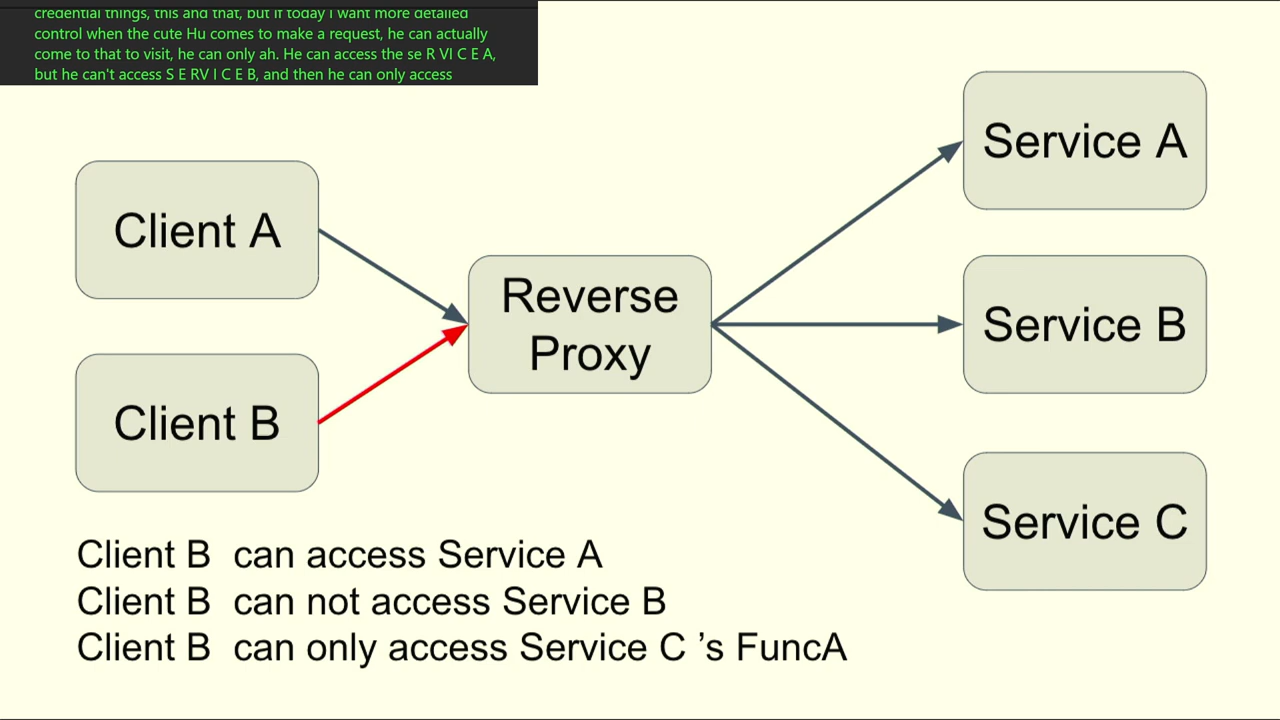 credential things, this and that, but if today I want more detailed
control when the cute Hu comes to make a request, he can actually
come to that to visit, he can only ah. He can access the se R VI C E A,
but he can't access S E RV I C E B, and then he can only access
Client A
Client B
Reverse
Proxy
Service A
Service B
Service C
Client B can access Service A
Client B can not access Service B
Client B can only access Service C ’s FuncA